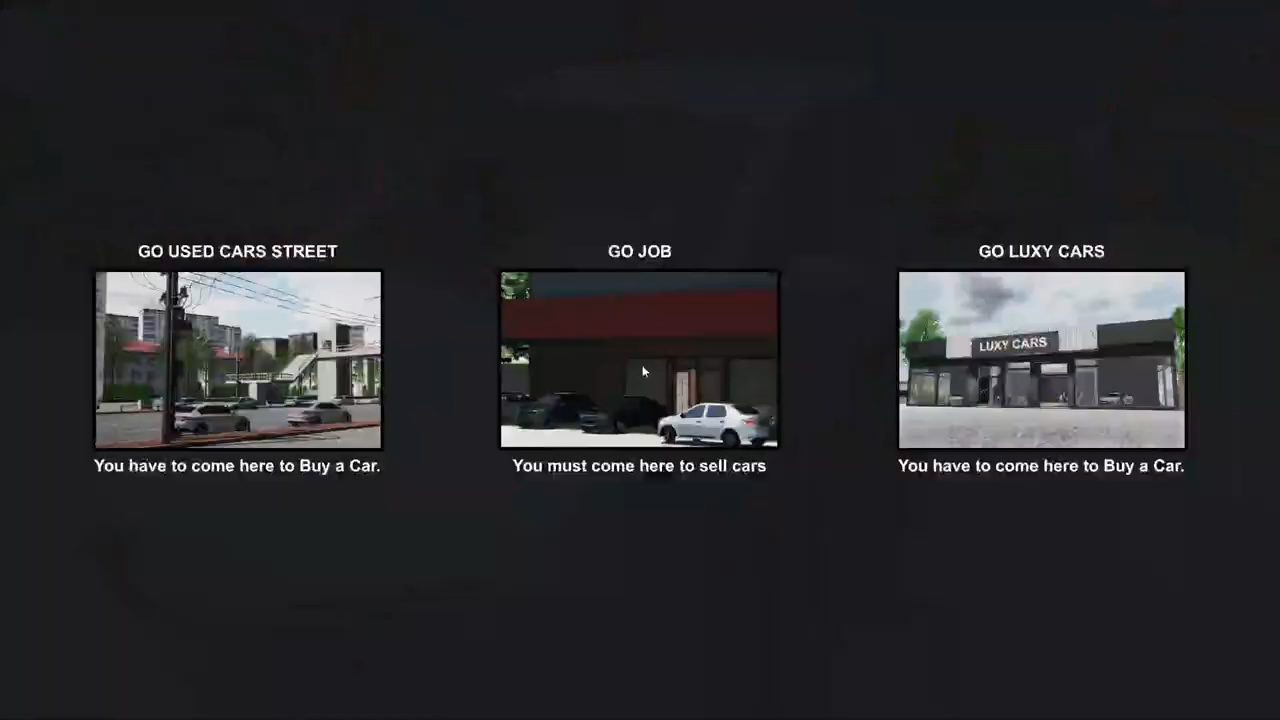 GO USED CARS STREET
GO JOB
GO LUXY CARS
LUXY CARS
You have to come here to Buy a Car.
You must come here to sell cars
You have to come here to Buy a Car.